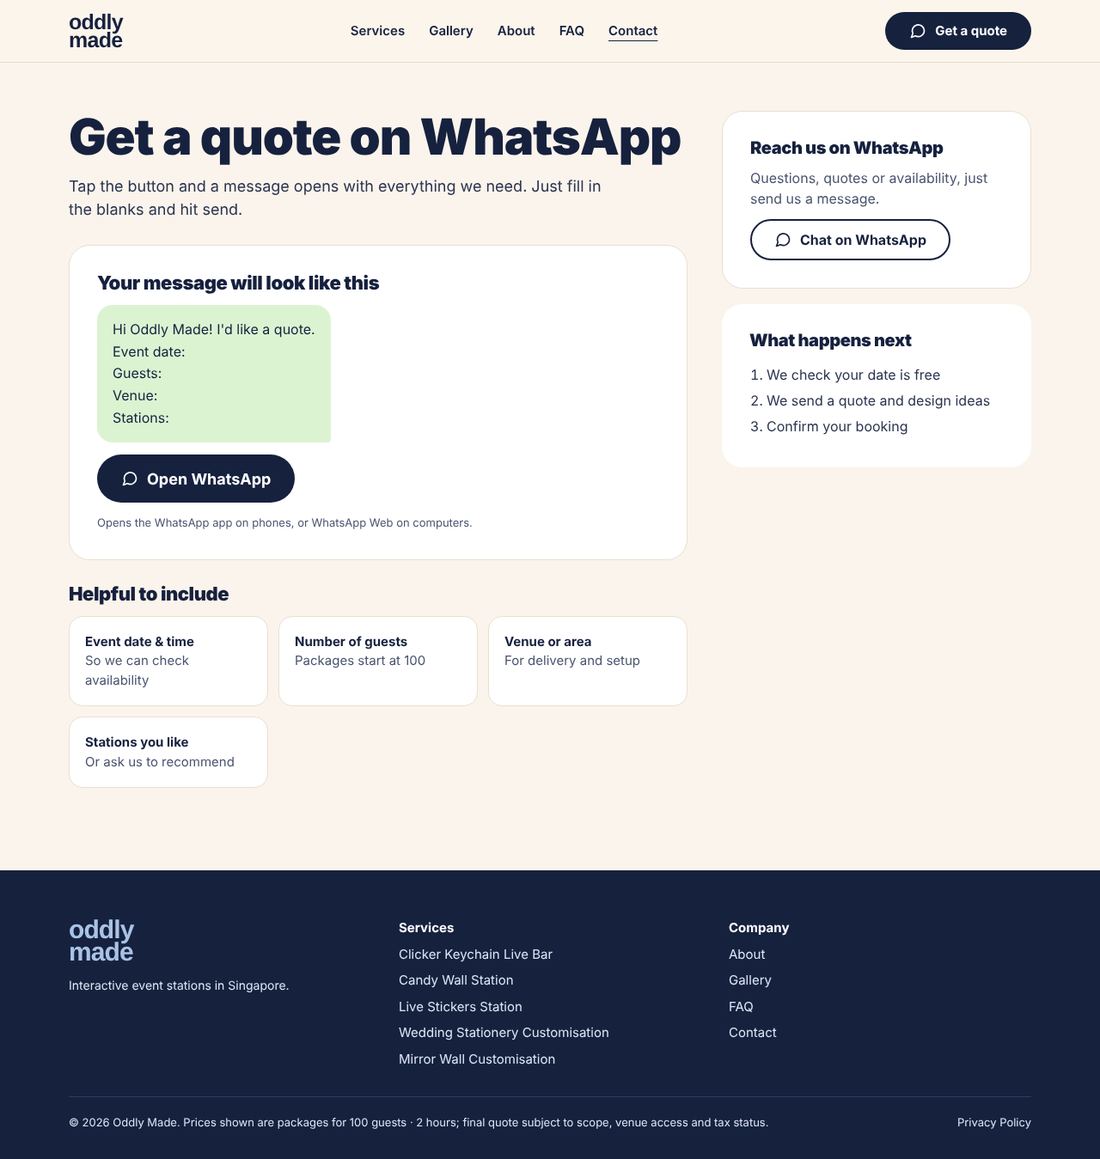 oddly
made
Services
Gallery
About
FAQ
Contact
Get a quote
Get a quote on WhatsApp
Tap the button and a message opens with everything we need. Just fill in
the blanks and hit send.
Your message will look like this
Hi Oddly Made! I'd like a quote.
Event date:
Guests:
Venue:
Stations:
Open WhatsApp
Opens the WhatsApp app on phones, or WhatsApp Web on computers.
Helpful to include
Event date & time
So we can check
availability
Number of guests
Packages start at 100
Venue or area
For delivery and setup
Stations you like
Or ask us to recommend
Reach us on WhatsApp
Questions, quotes or availability, just
send us a message.
Chat on WhatsApp
What happens next
1. We check your date is free
2. We send a quote and design ideas
3. Confirm your booking
oddly
made
Interactive event stations in Singapore.
Services
Clicker Keychain Live Bar
Candy Wall Station
Live Stickers Station
Wedding Stationery Customisation
Mirror Wall Customisation
Company
About
Gallery
FAQ
Contact
© 2026 Oddly Made. Prices shown are packages for 100 guests · 2 hours; final quote subject to scope, venue access and tax status.
Privacy Policy